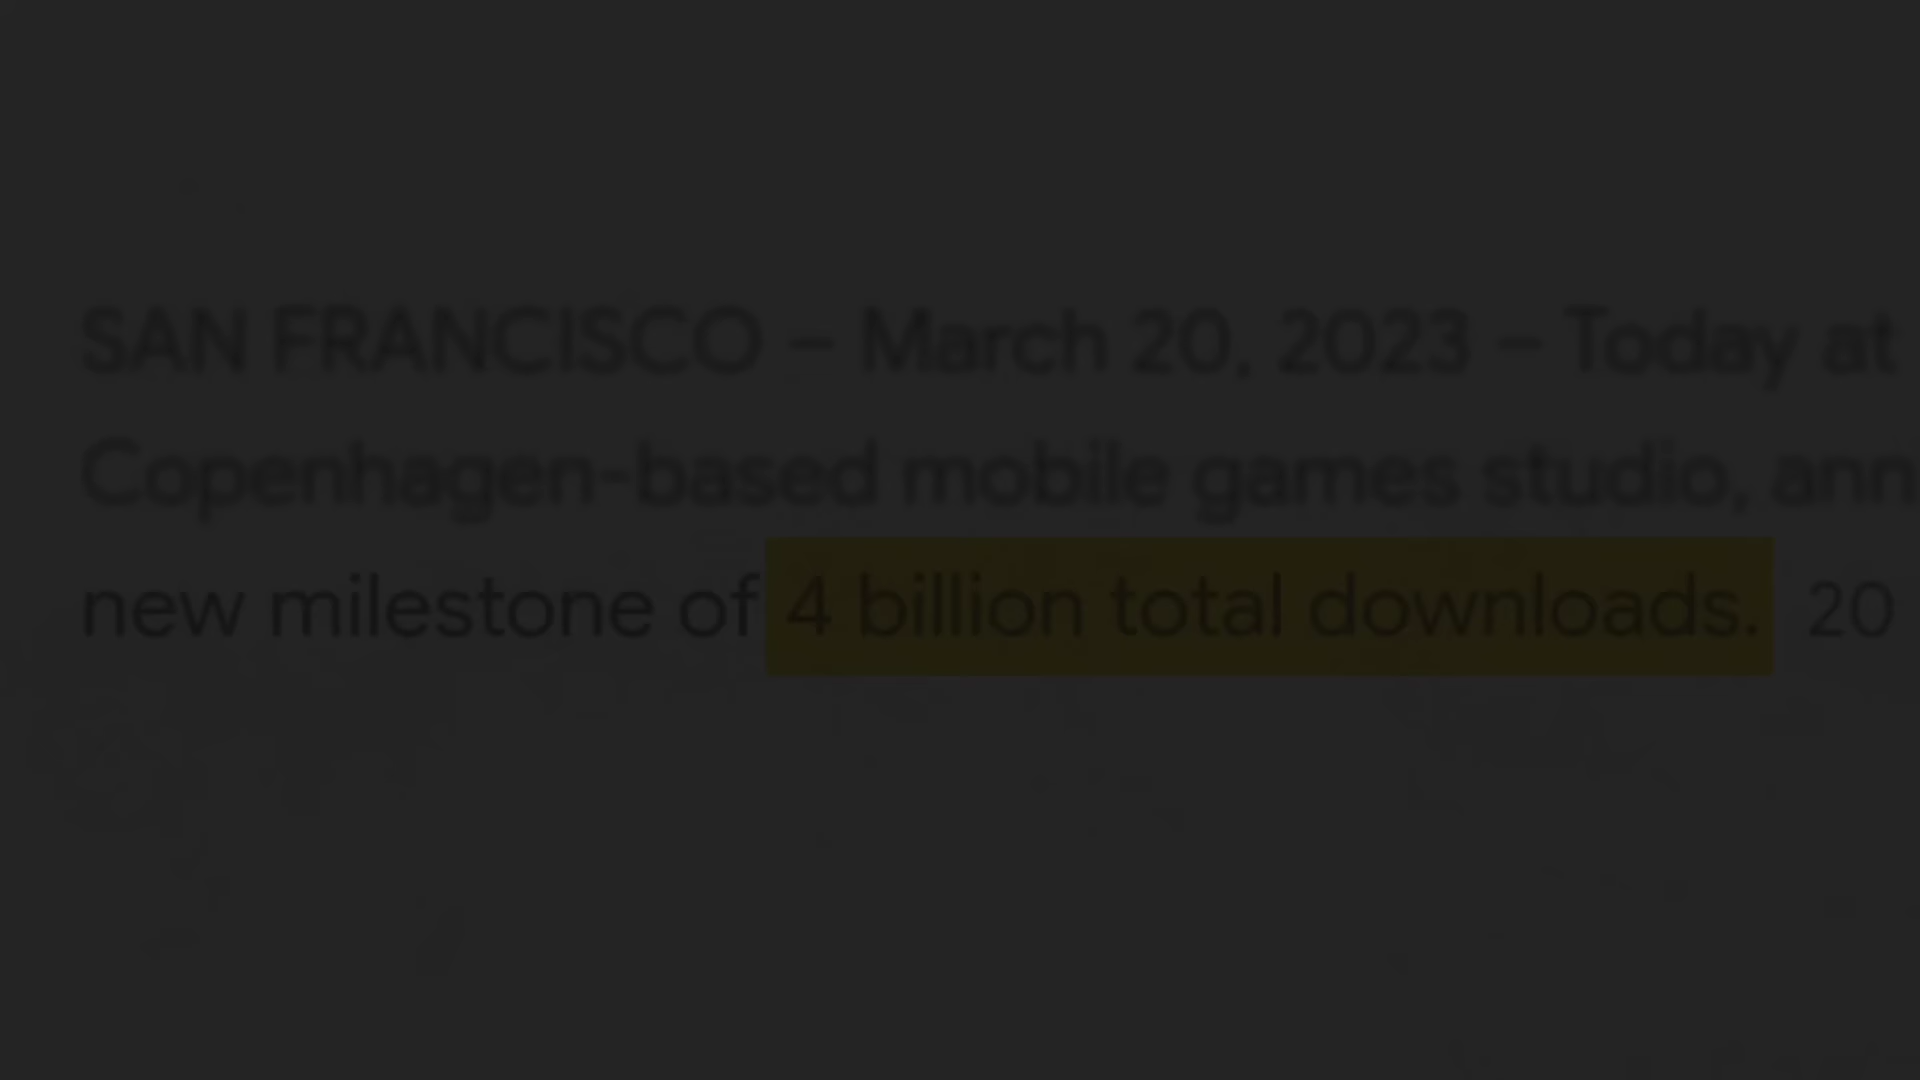 SAN FRANCISCO – March 20, 2023 – Today at
Copenhagen-based mobile games studio, ann
new milestone of 4 billion total downloads. 20